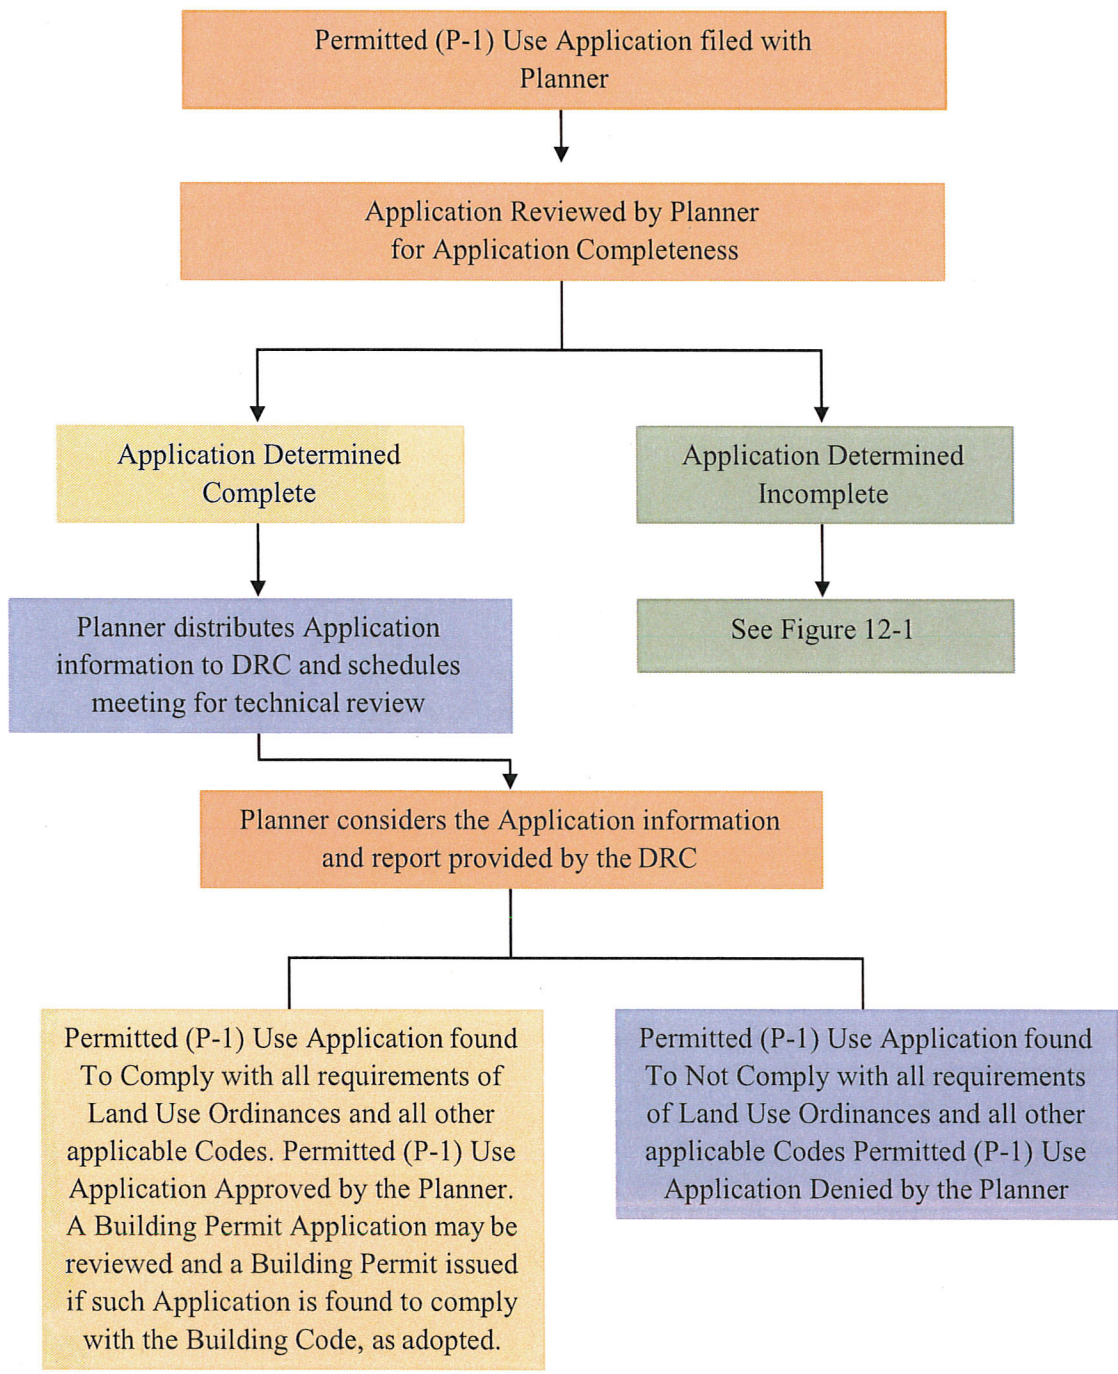 Permitted (P-1) Use Application filed with
Planner
Application Reviewed by Planner
for Application Completeness
Application Determined
Complete
Application Determined
Incomplete
Planner distributes Application
information to DRC and schedules
meeting for technical review
See Figure 12-1
Planner considers the Application information
and report provided by the DRC
Permitted (P-1) Use Application found
To Comply with all requirements of
Land Use Ordinances and all other
applicable Codes. Permitted (P-1) Use
Application Approved by the Planner.
A Building Permit Application may be
reviewed and a Building Permit issued
if such Application is found to comply
with the Building Code, as adopted.
Permitted (P-1) Use Application found
To Not Comply with all requirements
of Land Use Ordinances and all other
applicable Codes Permitted (P-1) Use
Application Denied by the Planner